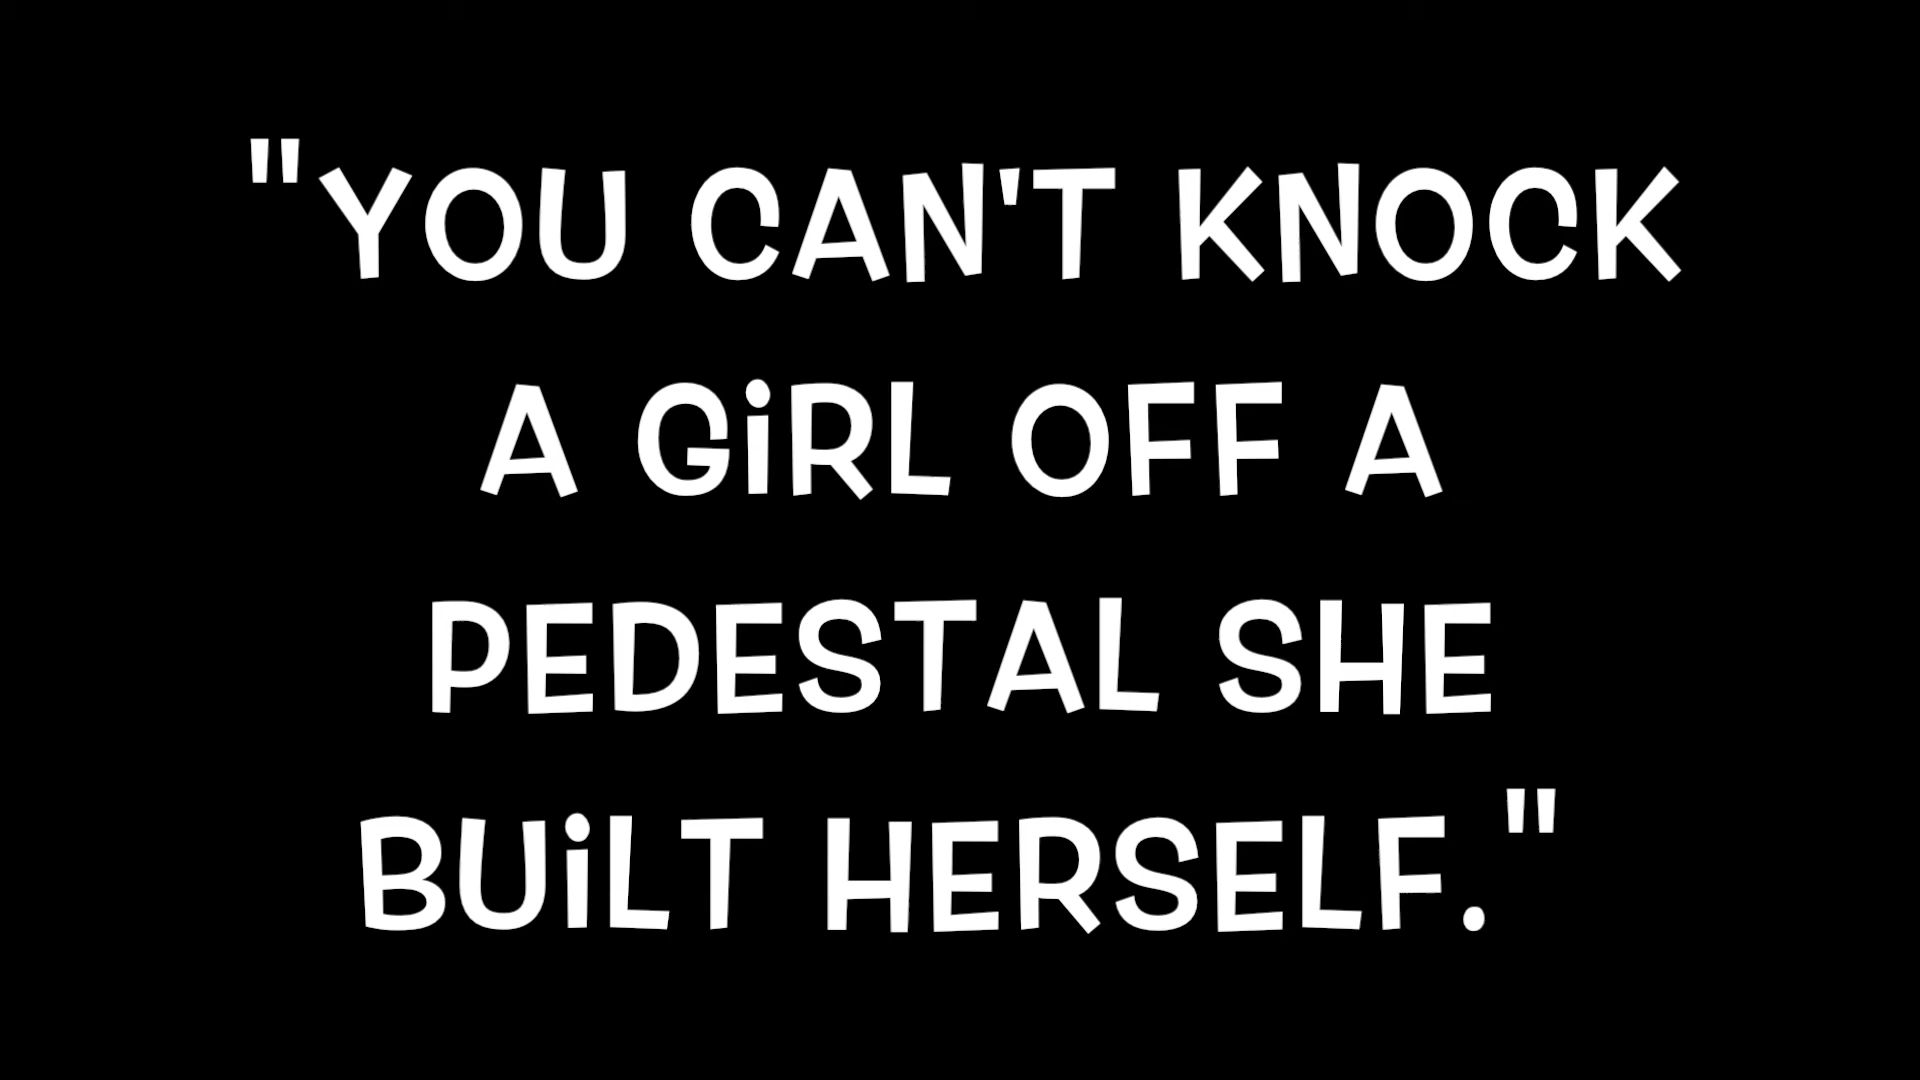 "YOU CAN'T KNOCK
A GiRL OFF A
PEDESTAL SHE
BUiLT HERSELF."